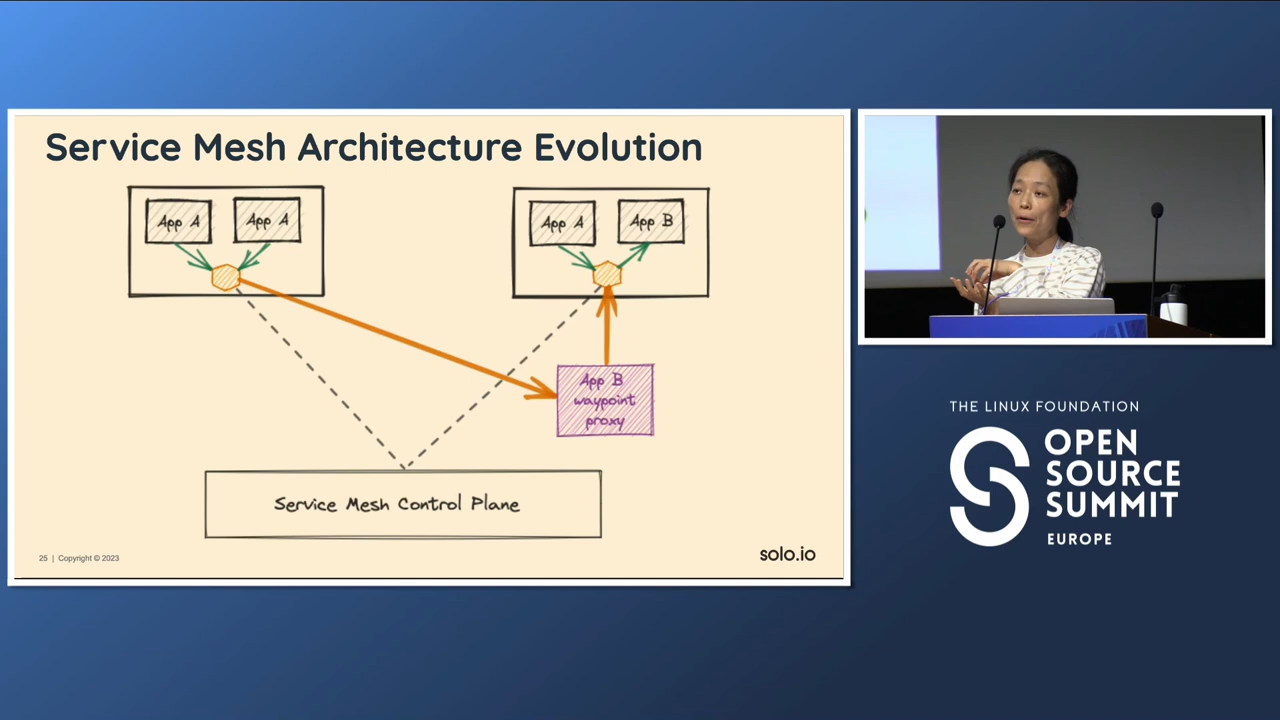 Service Mesh Architecture Evolution
App A
App A
App A
App B
App B
waypoint
proxy
Service Mesh Control Plane
25 | Copyright © 2023
solo.io
THE LINUX FOUNDATION
OPEN
SOURCE
SUMMIT
EUROPE